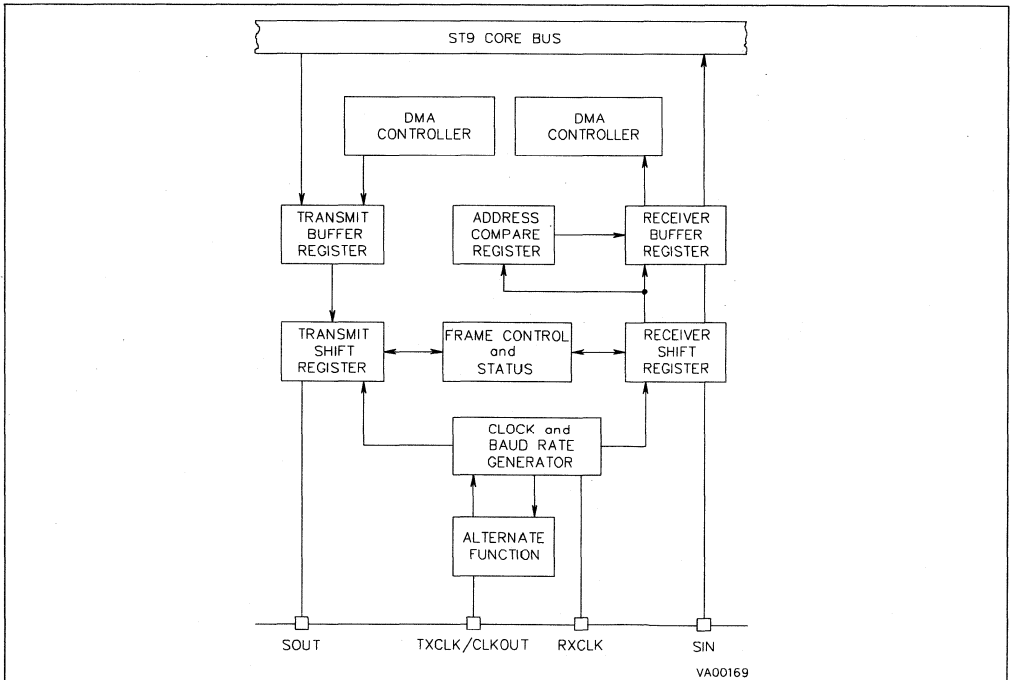 ST9 CORE BUS
DMA
CONTROLLER
DMA
CONTROLLER
TRANSMIT
BUFFER
REGISTER
ADDRESS
COMPARE
REGISTER
RECEIVER
BUFFER
REGISTER
TRANSMIT
SHIFT
REGISTER
FRAME CONTROL
and
STATUS
RECEIVER
SHIFT
REGISTER
CLOCK and
BAUD RATE
GENERATOR
ALTERNATE
FUNCTION
SOUT
TXCLK/CLKOUT
RXCLK
SIN
VA00169